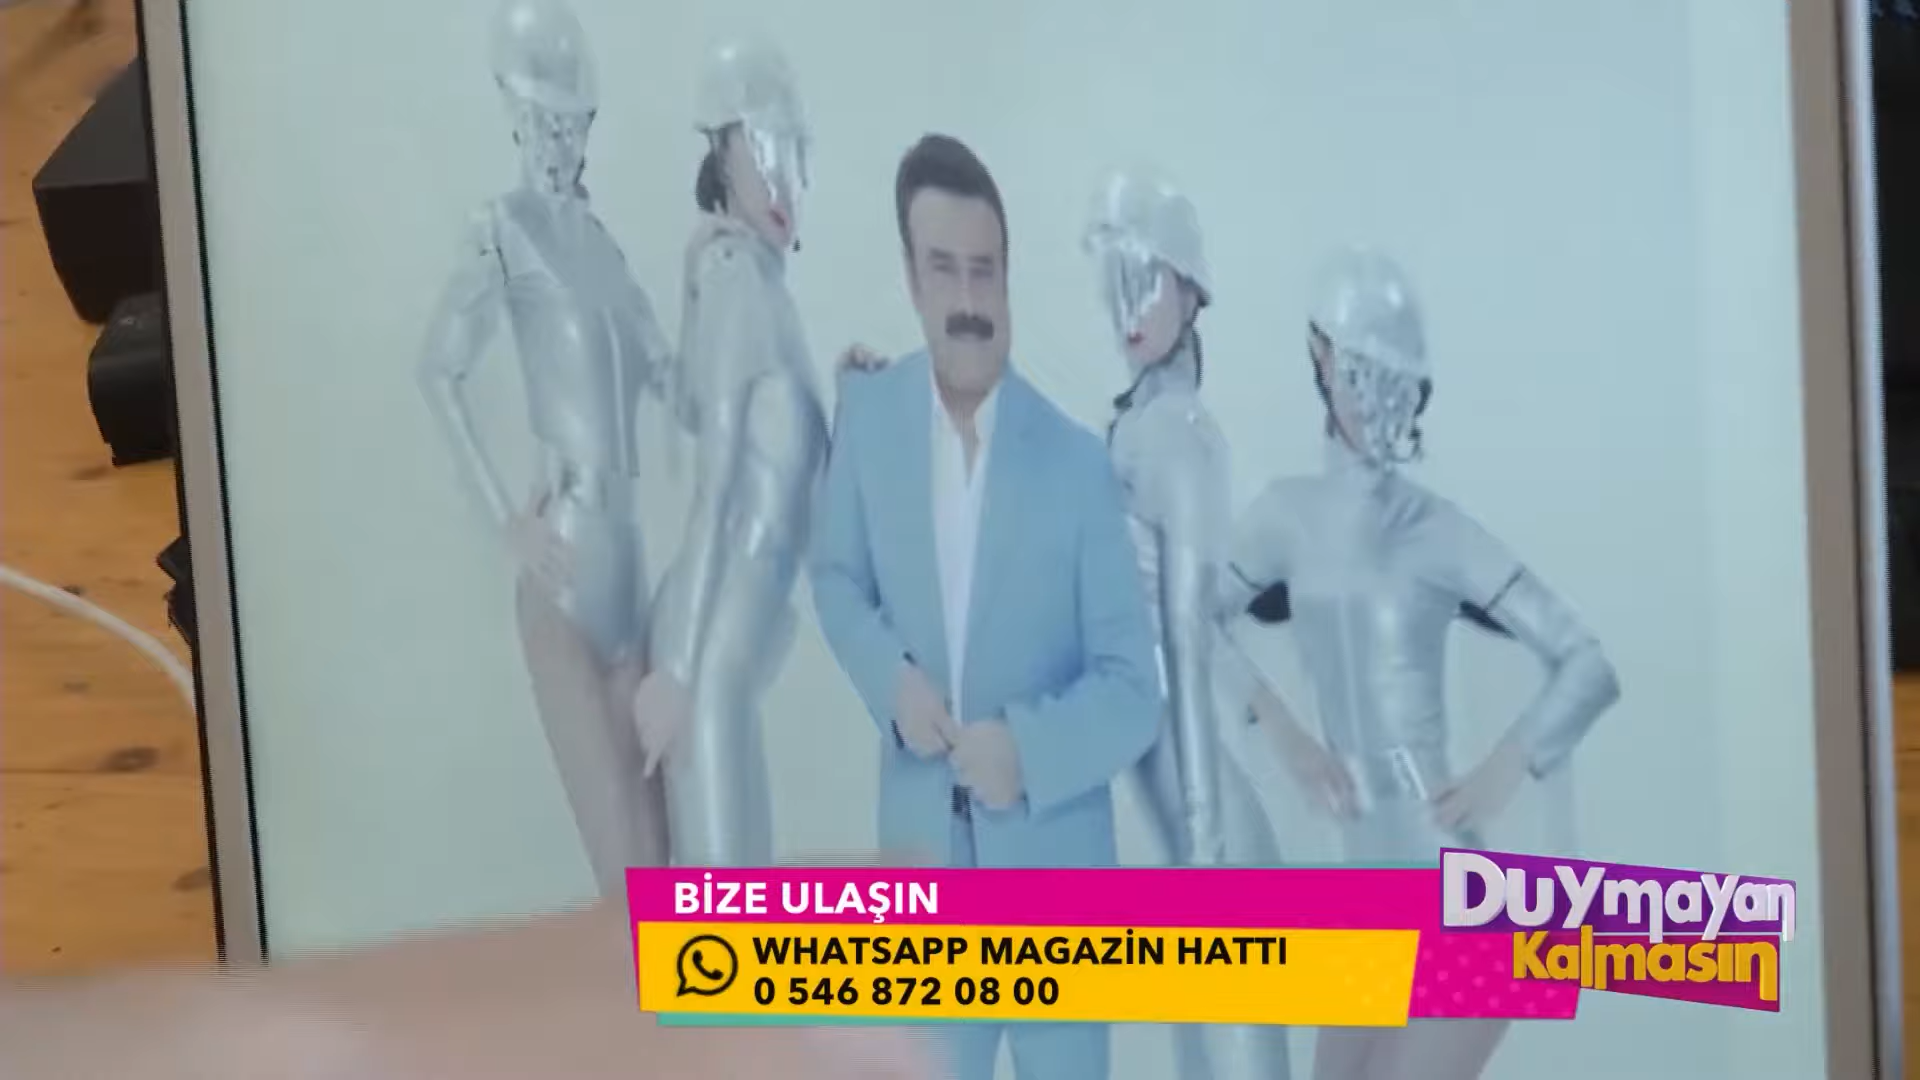 BİZE ULAŞIN
WHATSAPP MAGAZİN HATTI
0 546 872 08 00
Duymayan
Kalmasın